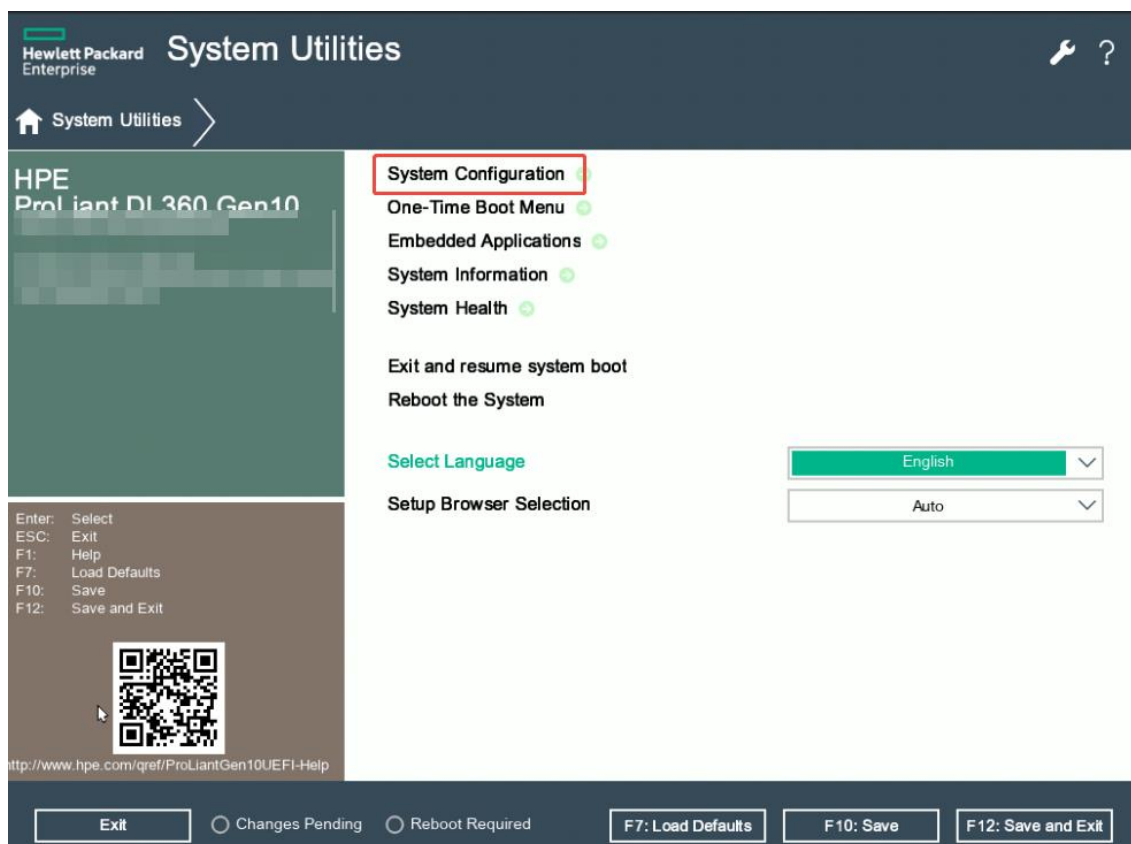 Hewlett Packard
Enterprise
System Utilities
?
System Utilities
HPE
ProLiant DL360 Gen10
System Configuration
One-Time Boot Menu
Embedded Applications
System Information
System Health
Exit and resume system boot
Reboot the System
Select Language English
Setup Browser Selection Auto
Enter: Select
ESC: Exit
F1: Help
F7: Load Defaults
F10: Save
F12: Save and Exit
http://www.hpe.com/qref/ProLiantGen10UEFI-Help
Exit Changes Pending Reboot Required F7: Load Defaults F10: Save F12: Save and Exit